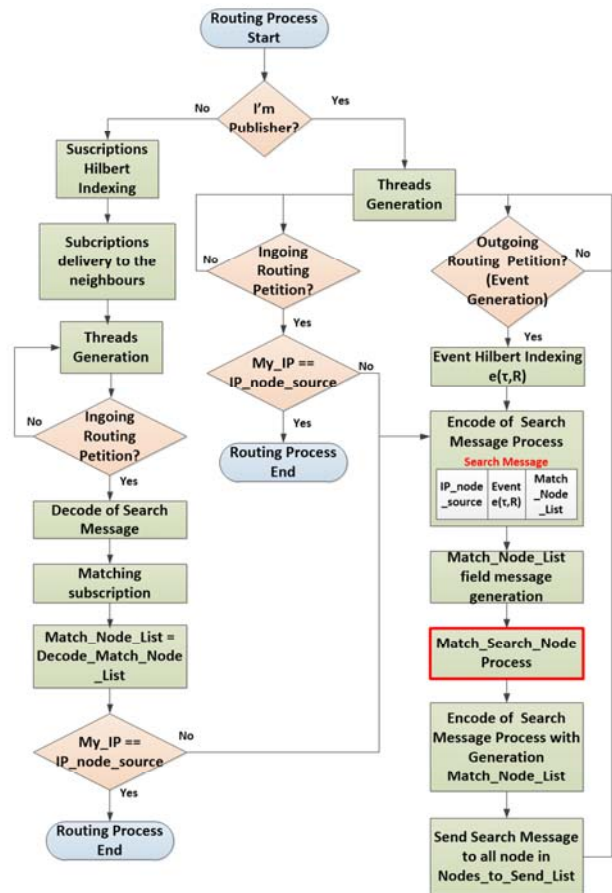 Routing Process
Start
No
Yes
I'm
Publisher?
Suscriptions
Hilbert
Indexing
Subcriptions
delivery to the
neighbours
Threads
Generation
No
Ingoing
Routing
Petition?
Yes
Decode of Search
Message
Matching
subscription
Match_Node_List =
Decode_Match_Node
_List
My_IP ==
IP_node_source
No
Yes
Routing Process
End
Threads
Generation
No
Ingoing
Routing
Petition?
Yes
My_IP ==
IP_node_source
No
Yes
Routing Process
End
Outgoing
Routing Petition?
(Event
Generation)
No
Yes
Event Hilbert Indexing
e(τ,R)
Encode of Search
Message Process
Search Message
IP_node
_source
Event
e(τ,R)
Match
_Node
_List
Match_Node_List
field message
generation
Match_Search_Node
Process
Encode of Search
Message Process with
Generation
Match_Node_List
Send Search Message
to all node in
Nodes_to_Send_List